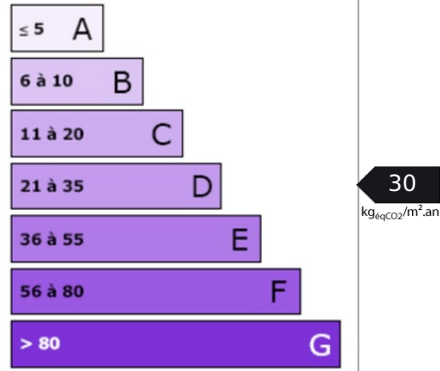 ≤ 5 A
6 à 10 B
11 à 20 C
21 à 35 D
30
kgéqCO2/m².an
36 à 55 E
56 à 80 F
> 80 G